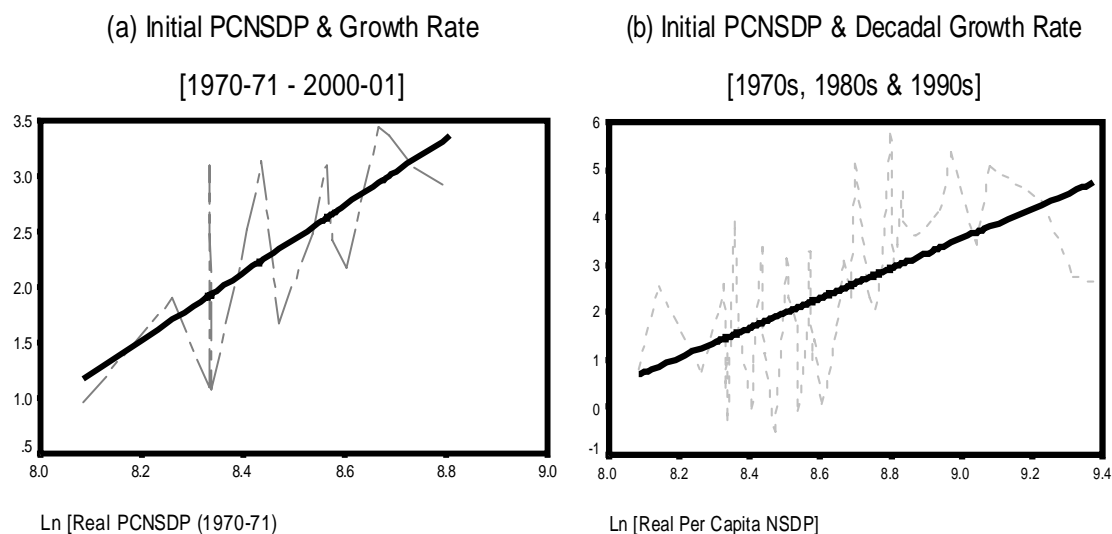 (a) Initial PCNSDP & Growth Rate
[1970-71 - 2000-01]
3.5
3.0
2.5
2.0
1.5
1.0
.5
8.0 8.2 8.4 8.6 8.8 9.0
Ln [Real PCNSDP (1970-71)
(b) Initial PCNSDP & Decadal Growth Rate
[1970s, 1980s & 1990s]
6
5
4
3
2
1
0
-1
8.0 8.2 8.4 8.6 8.8 9.0 9.2 9.4
Ln [Real Per Capita NSDP]